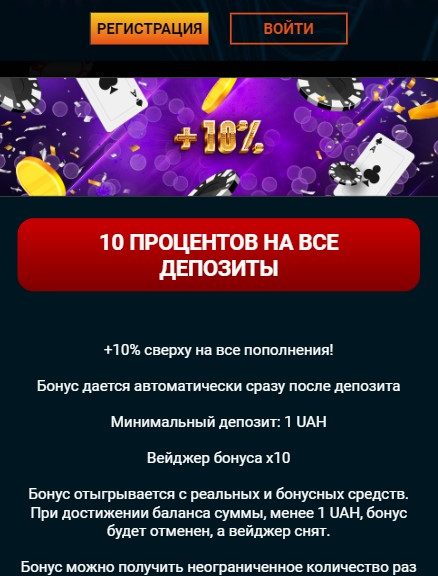 РЕГИСТРАЦИЯ
ВОЙТИ
+10%
10 ПРОЦЕНТОВ НА ВСЕ
ДЕПОЗИТЫ
+10% сверху на все пополнения!
Бонус дается автоматически сразу после депозита
Минимальный депозит: 1 UAH
Вейджер бонуса x10
Бонус отыгрывается с реальных и бонусных средств.
При достижении баланса суммы, менее 1 UAH, бонус
будет отменен, а вейджер снят.
Бонус можно получить неограниченное количество раз